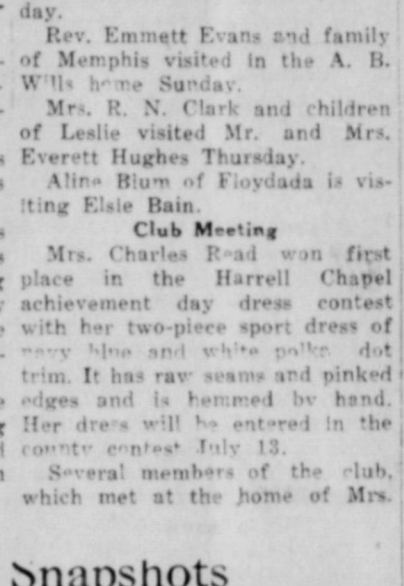 day.
Rev. Emmett Evans and family
of Memphis visited in the A. B.
Wills home Sunday.
Mrs. R. N. Clark and children
of Leslie visited Mr. and Mrs.
Everett Hughes Thursday.
Aline Blum of Floydada is vis-
iting Elsie Bain.
Club Meeting
Mrs. Charles Read won first
place in the Harrell Chapel
achievement day dress contest
with her two-piece sport dress of
navy blue and white polka dot
trim. It has raw seams and pinked
edges and is hemmed by hand.
Her dress will be entered in the
county contest July 13.
Several members of the club,
which met at the home of Mrs.
Snapshots